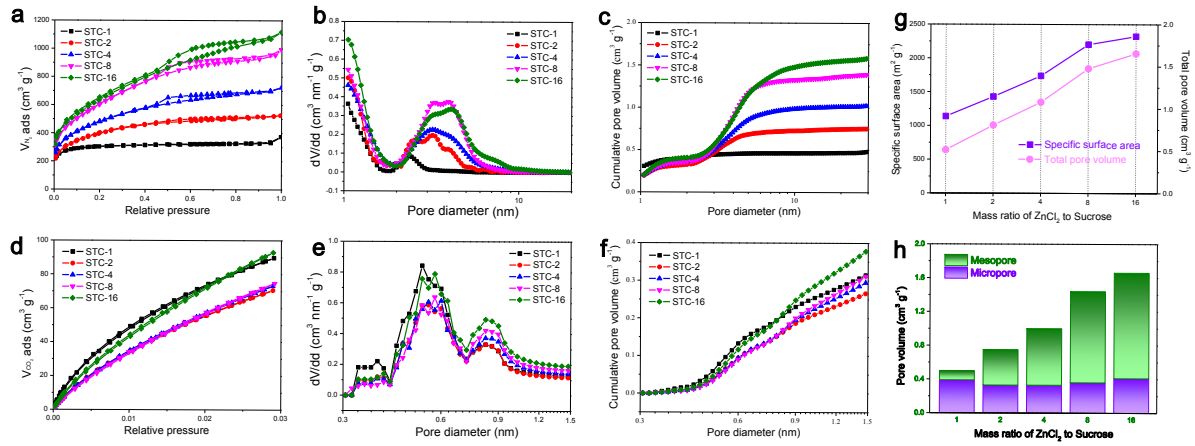 a
1200
1000
800
600
400
200
0
V_N₂ ads (cm³ g⁻¹)
0.0 0.2 0.4 0.6 0.8 1.0
Relative pressure
STC-1
STC-2
STC-4
STC-8
STC-16
b
0.8
0.7
0.6
0.5
0.4
0.3
0.2
0.1
0.0
dV/dd (cm³ nm⁻¹ g⁻¹)
1 10
Pore diameter (nm)
STC-1
STC-2
STC-4
STC-8
STC-16
c
2.0
1.5
1.0
0.5
0.0
Cumulative pore volume (cm³ g⁻¹)
1 10
Pore diameter (nm)
STC-1
STC-2
STC-4
STC-8
STC-16
g
2500
2000
1500
1000
500
0
Specific surface area (m² g⁻¹)
2.0
1.5
1.0
0.5
0.0
Total pore volume (cm³ g⁻¹)
Specific surface area
Total pore volume
1 2 4 8 16
Mass ratio of ZnCl₂ to Sucrose
d
100
80
60
40
20
0
V_CO₂ ads (cm³ g⁻¹)
0.00 0.01 0.02 0.03
Relative pressure
STC-1
STC-2
STC-4
STC-8
STC-16
e
1.0
0.8
0.6
0.4
0.2
0.0
dV/dd (cm³ nm⁻¹ g⁻¹)
0.3 0.6 0.9 1.2 1.5
Pore diameter (nm)
STC-1
STC-2
STC-4
STC-8
STC-16
f
0.4
0.3
0.2
0.1
0.0
Cumulative pore volume (cm³ g⁻¹)
0.3 0.6 0.9 1.2 1.5
Pore diameter (nm)
STC-1
STC-2
STC-4
STC-8
STC-16
h
2.0
1.6
1.2
0.8
0.4
0.0
Pore volume (cm³ g⁻¹)
Mesopore
Micropore
1 2 4 8 16
Mass ratio of ZnCl₂ to Sucrose